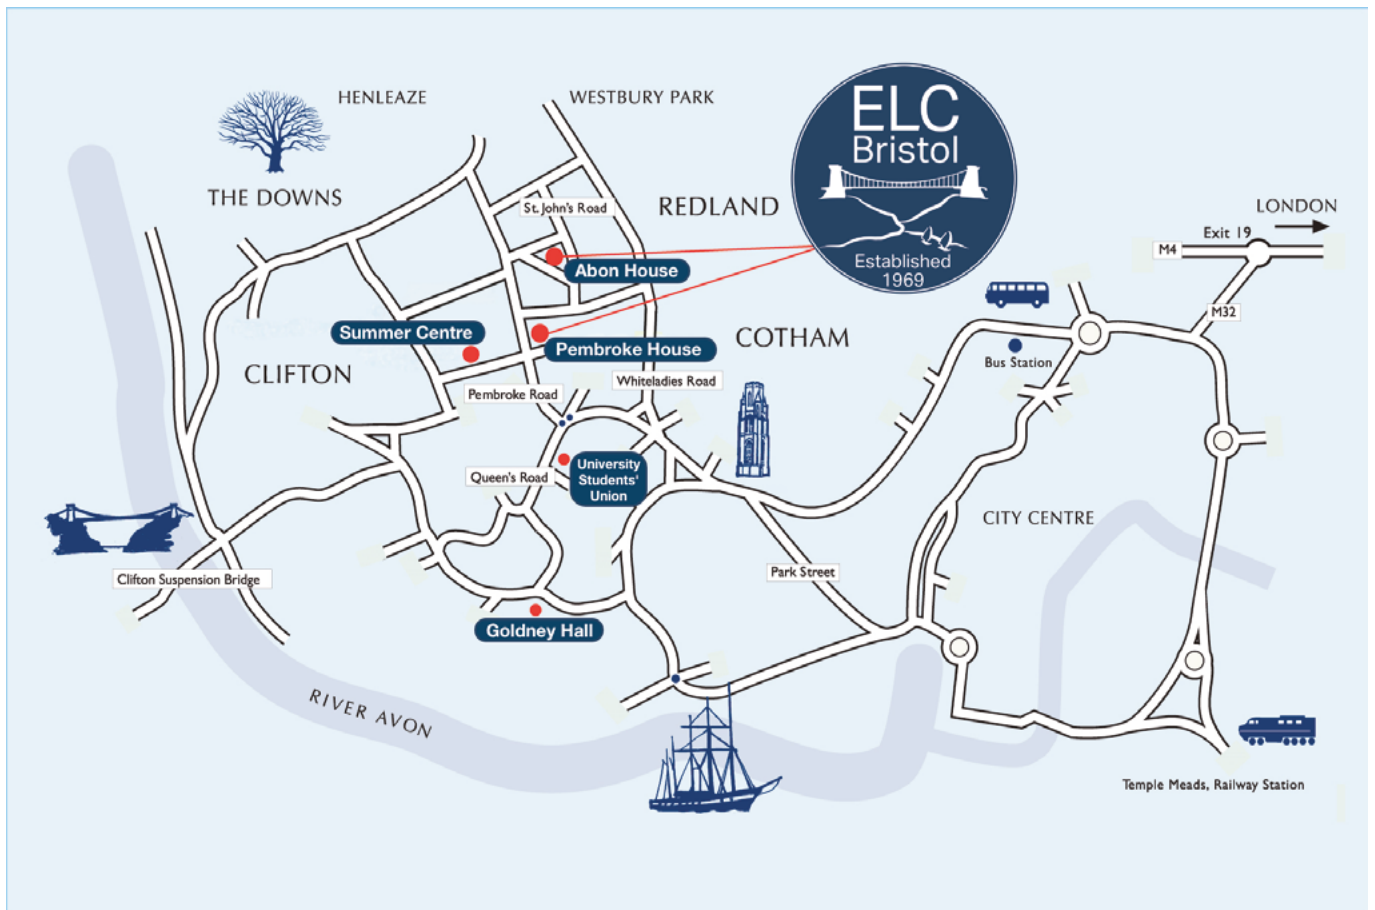 HENLEAZE
WESTBURY PARK
ELC
Bristol
Established
1969
THE DOWNS
St. John's Road
REDLAND
LONDON
Exit 19
M4
Abon House
M32
Summer Centre
Pembroke House
COTHAM
Bus Station
CLIFTON
Whiteladies Road
Pembroke Road
University
Students'
Union
Queen's Road
CITY CENTRE
Clifton Suspension Bridge
Park Street
Goldney Hall
RIVER AVON
Temple Meads, Railway Station